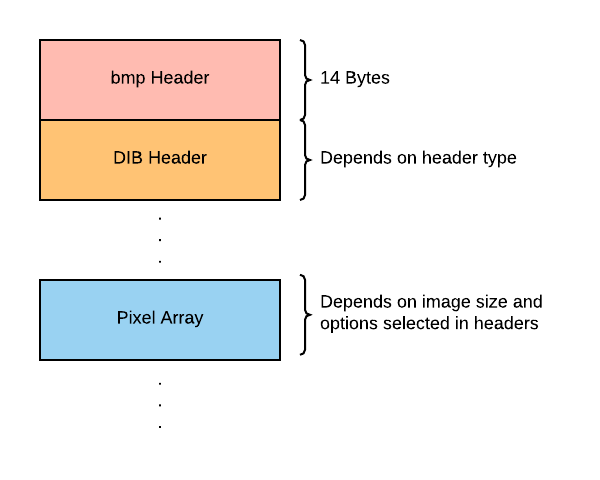 bmp Header
14 Bytes
DIB Header
Depends on header type
Pixel Array
Depends on image size and
options selected in headers